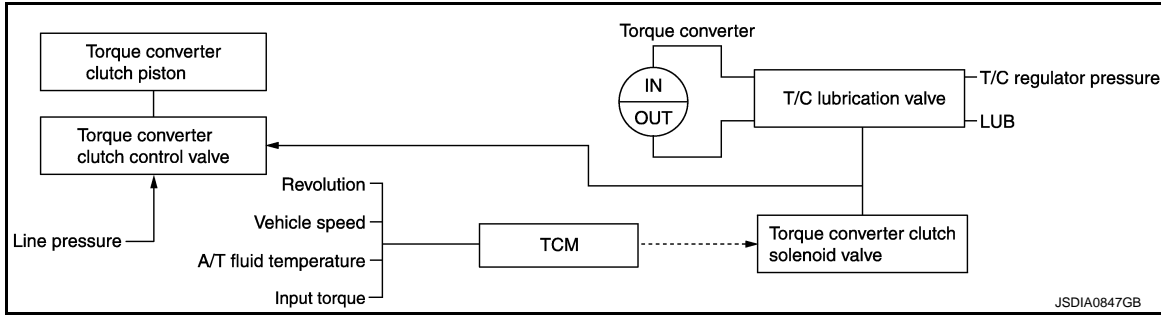 Torque converter
clutch piston
Torque converter
IN
OUT
T/C lubrication valve
T/C regulator pressure
LUB
Torque converter
clutch control valve
Line pressure
Revolution
Vehicle speed
A/T fluid temperature
Input torque
TCM
Torque converter clutch
solenoid valve
JSDIA0847GB